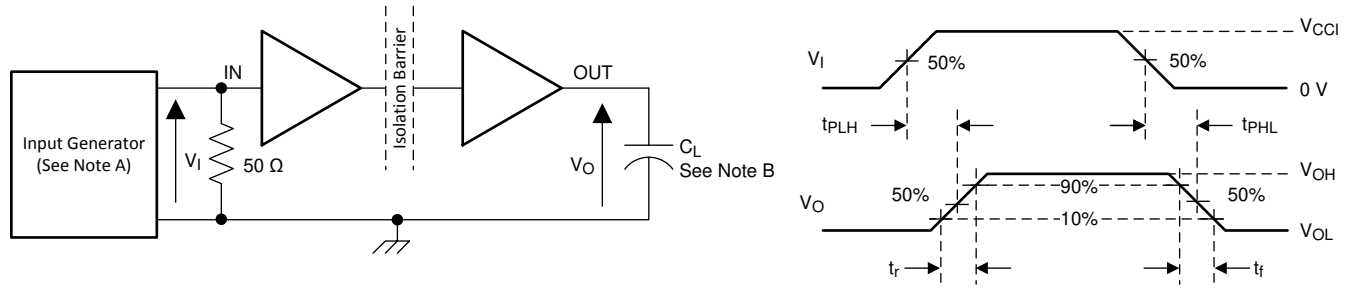 IN
Isolation Barrier
OUT
Input Generator
(See Note A)
VI
50 Ω
VO
CL
See Note B
VCCI
VI
50%
50%
0 V
tPLH
tPHL
VOH
50%
90%
50%
VO
10%
VOL
tr
tf